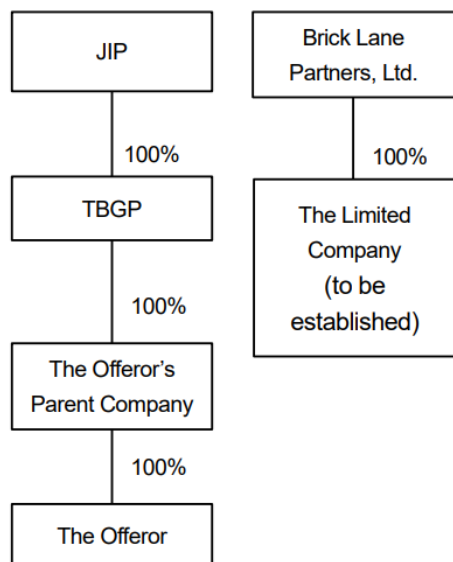 JIP
100%
TBGP
100%
The Offeror’s
Parent Company
100%
The Offeror
Brick Lane
Partners, Ltd.
100%
The Limited
Company
(to be
established)